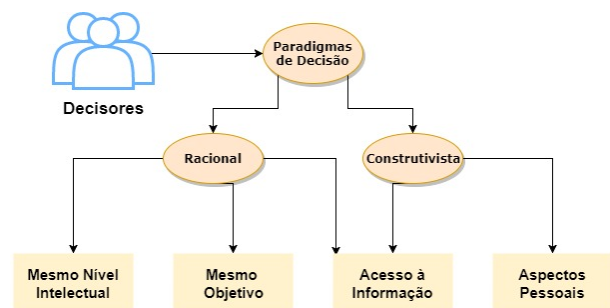 Paradigmas
de Decisão
Decisores
Racional
Construtivista
Mesmo Nível
Intelectual
Mesmo
Objetivo
Acesso à
Informação
Aspectos
Pessoais